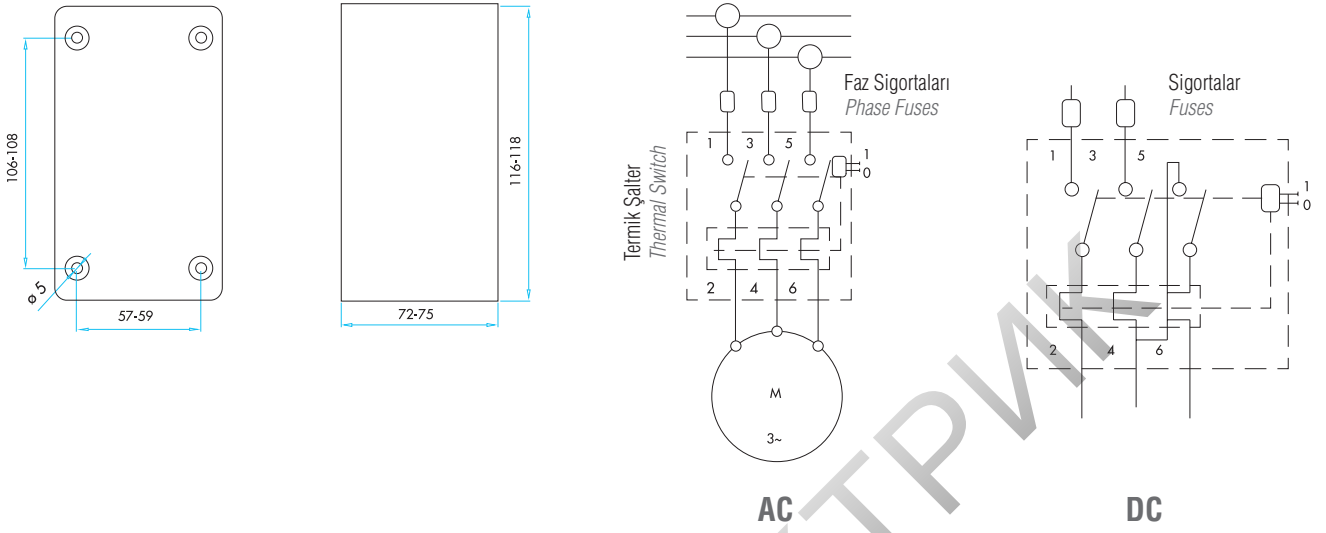 106-108
ø 5
57-59
116-118
72-75
Faz Sigortaları
Phase Fuses
Termik Şalter
Thermal Switch
1 3 5
1
0
2 4 6
M
3~
AC
Sigortalar
Fuses
1 3 5
1
0
2 4 6
DC
ТРИК